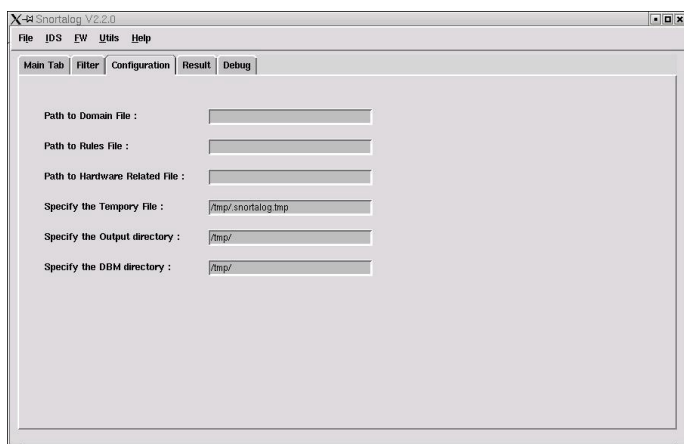 Snortalog V2.2.0
File IDS FW Utils Help
Main Tab Filter Configuration Result Debug
Path to Domain File :
Path to Rules File :
Path to Hardware Related File :
Specify the Tempory File : /tmp/.snortalog.tmp
Specify the Output directory : /tmp/
Specify the DBM directory : /tmp/